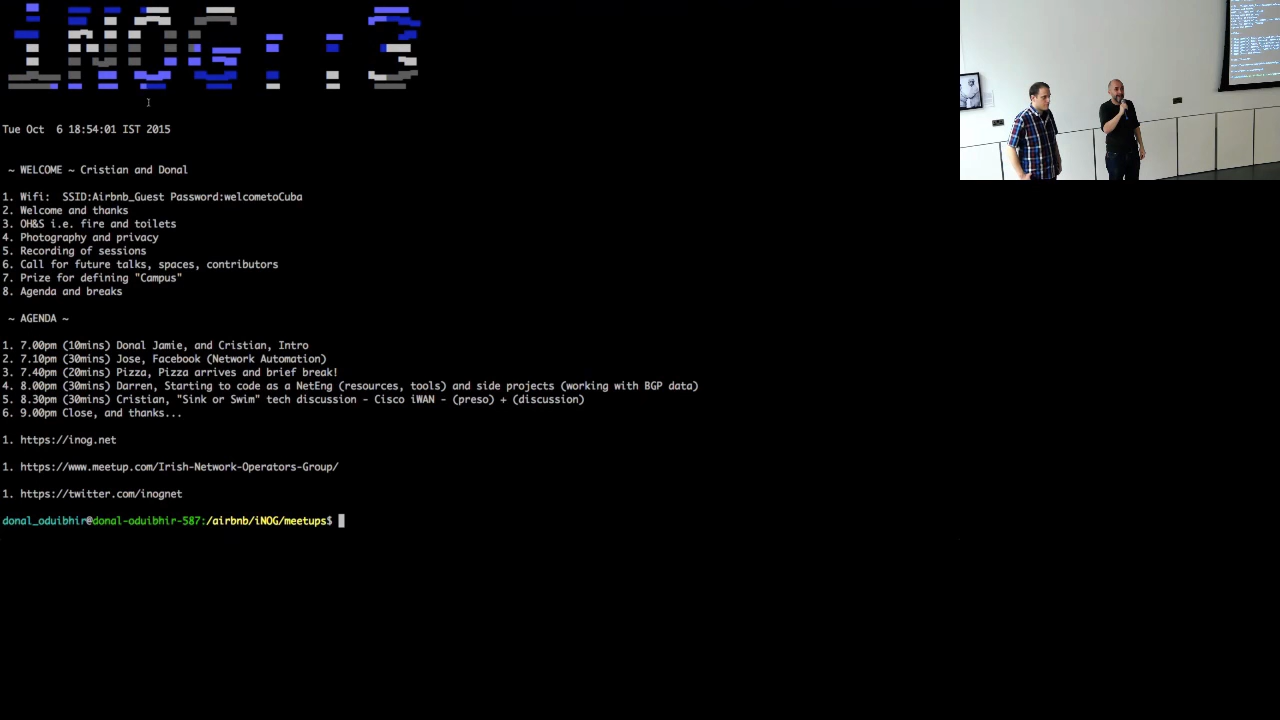 iNOG::3
Tue Oct  6 18:54:01 IST 2015
~ WELCOME ~ Cristian and Donal
1. Wifi:  SSID:Airbnb_Guest Password:welcometoCuba
2. Welcome and thanks
3. OH&S i.e. fire and toilets
4. Photography and privacy
5. Recording of sessions
6. Call for future talks, spaces, contributors
7. Prize for defining "Campus"
8. Agenda and breaks
~ AGENDA ~
1. 7.00pm (10mins) Donal Jamie, and Cristian, Intro
2. 7.10pm (30mins) Jose, Facebook (Network Automation)
3. 7.40pm (20mins) Pizza, Pizza arrives and brief break!
4. 8.00pm (30mins) Darren, Starting to code as a NetEng (resources, tools) and side projects (working with BGP data)
5. 8.30pm (30mins) Cristian, "Sink or Swim" tech discussion - Cisco iWAN - (preso) + (discussion)
6. 9.00pm Close, and thanks...
1. https://inog.net
1. https://www.meetup.com/Irish-Network-Operators-Group/
1. https://twitter.com/inognet
donal_oduibhir@donal-oduibhir-587:/airbnb/iNOG/meetups$